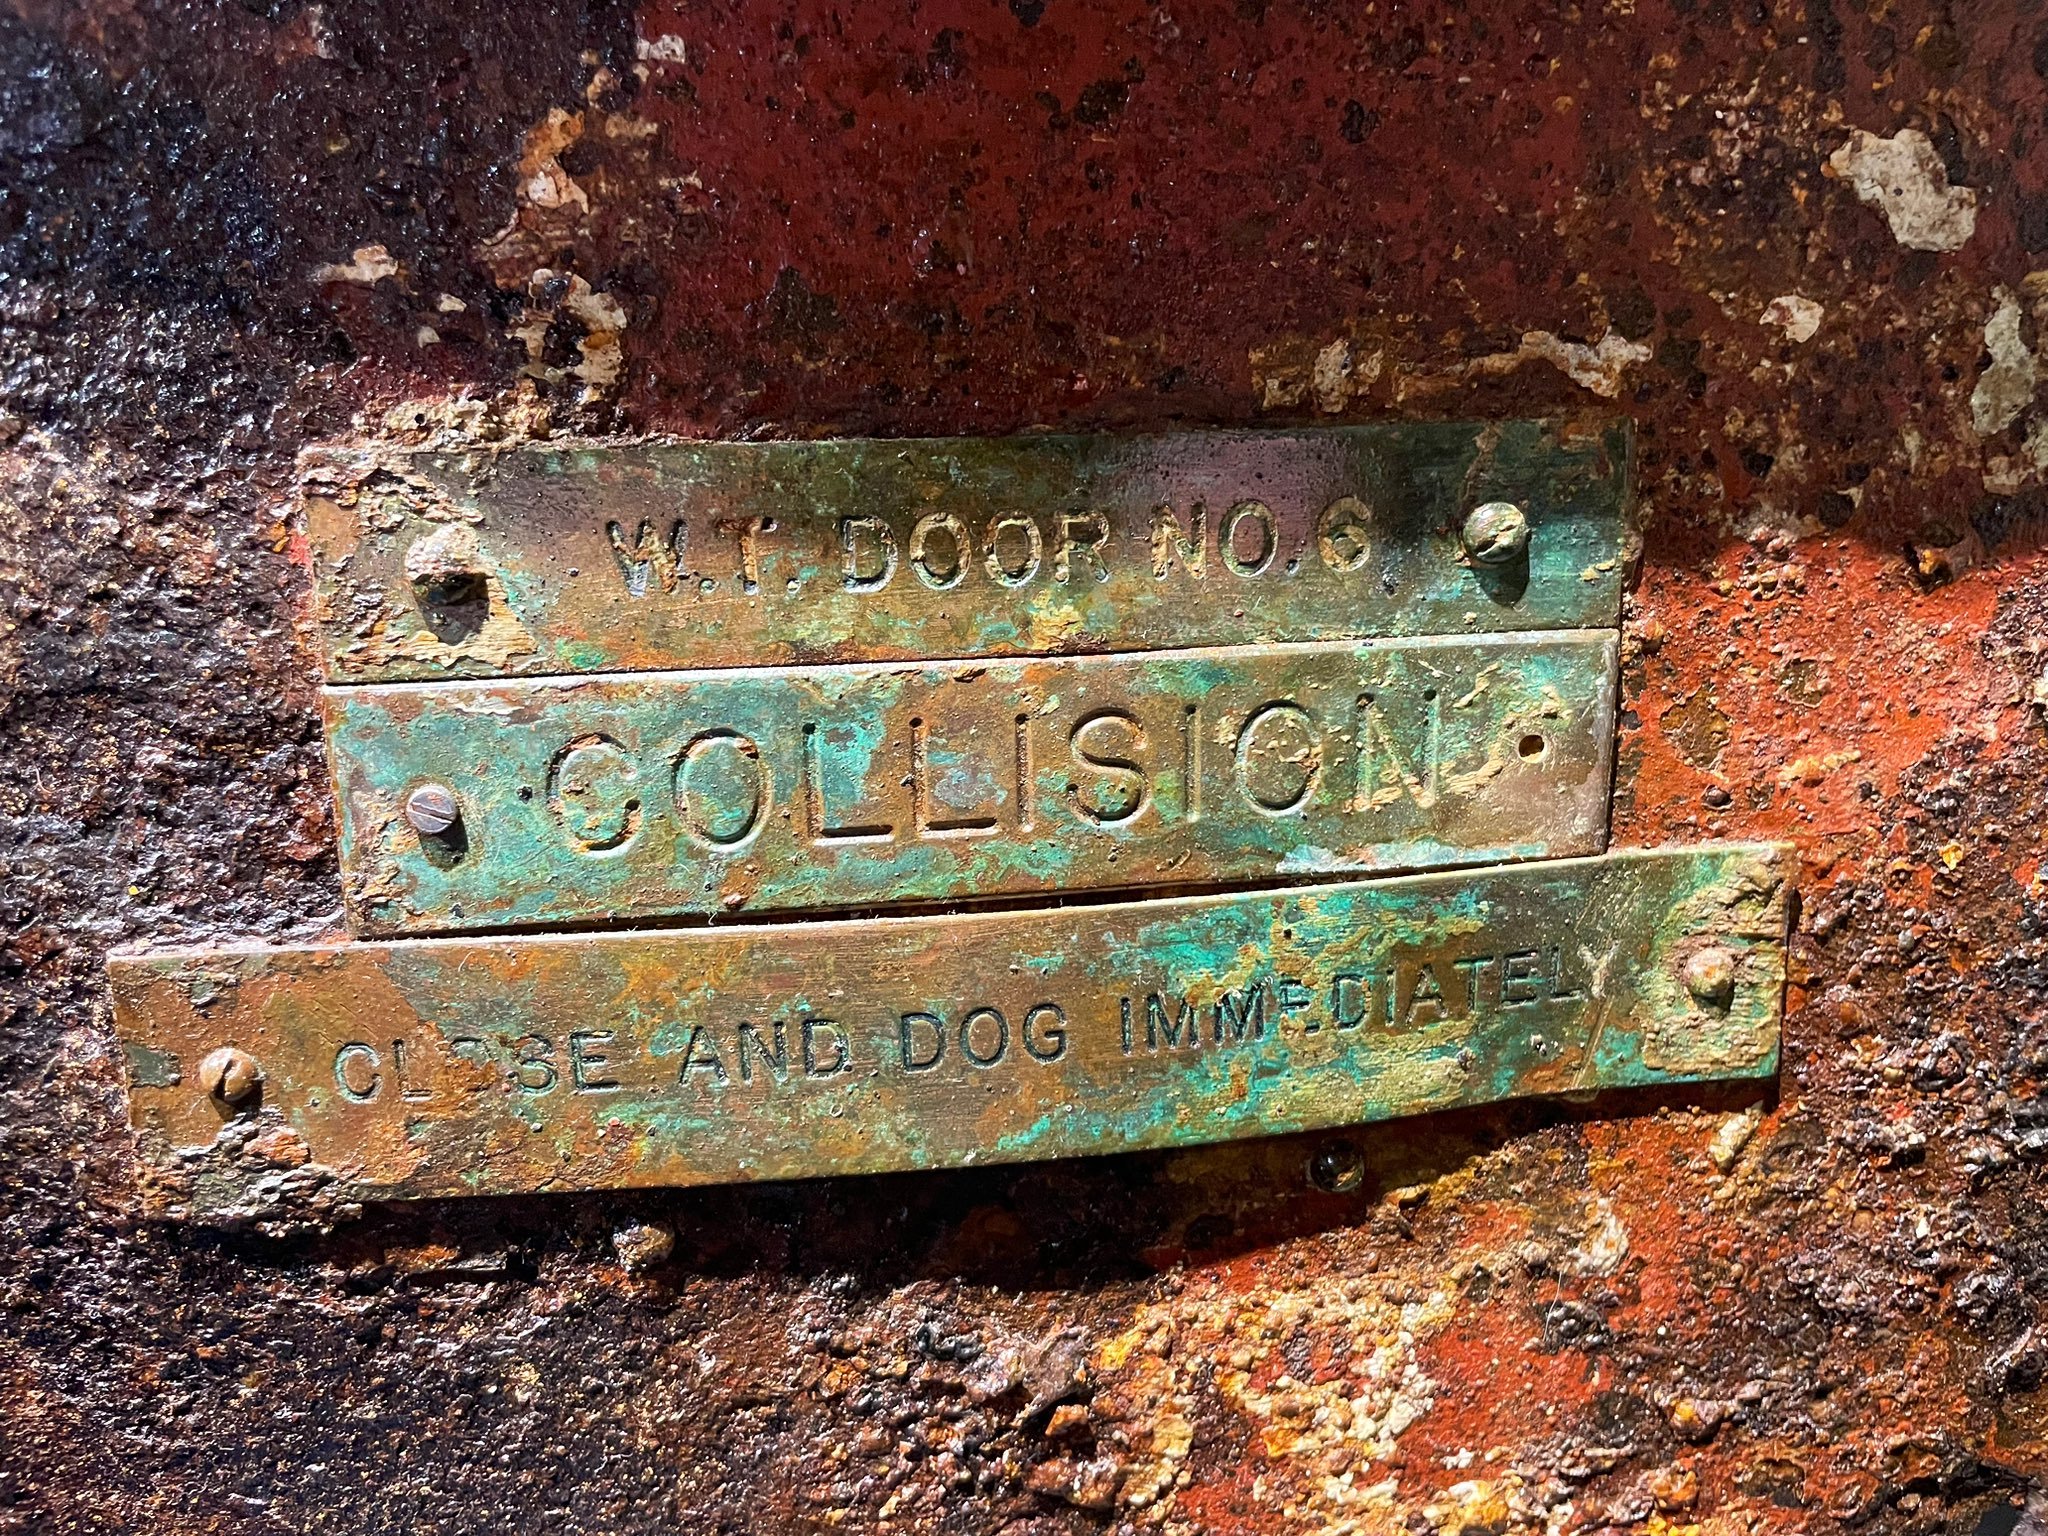 W.T. DOOR NO.6
COLLISION
CLOSE AND DOG IMMEDIATELY